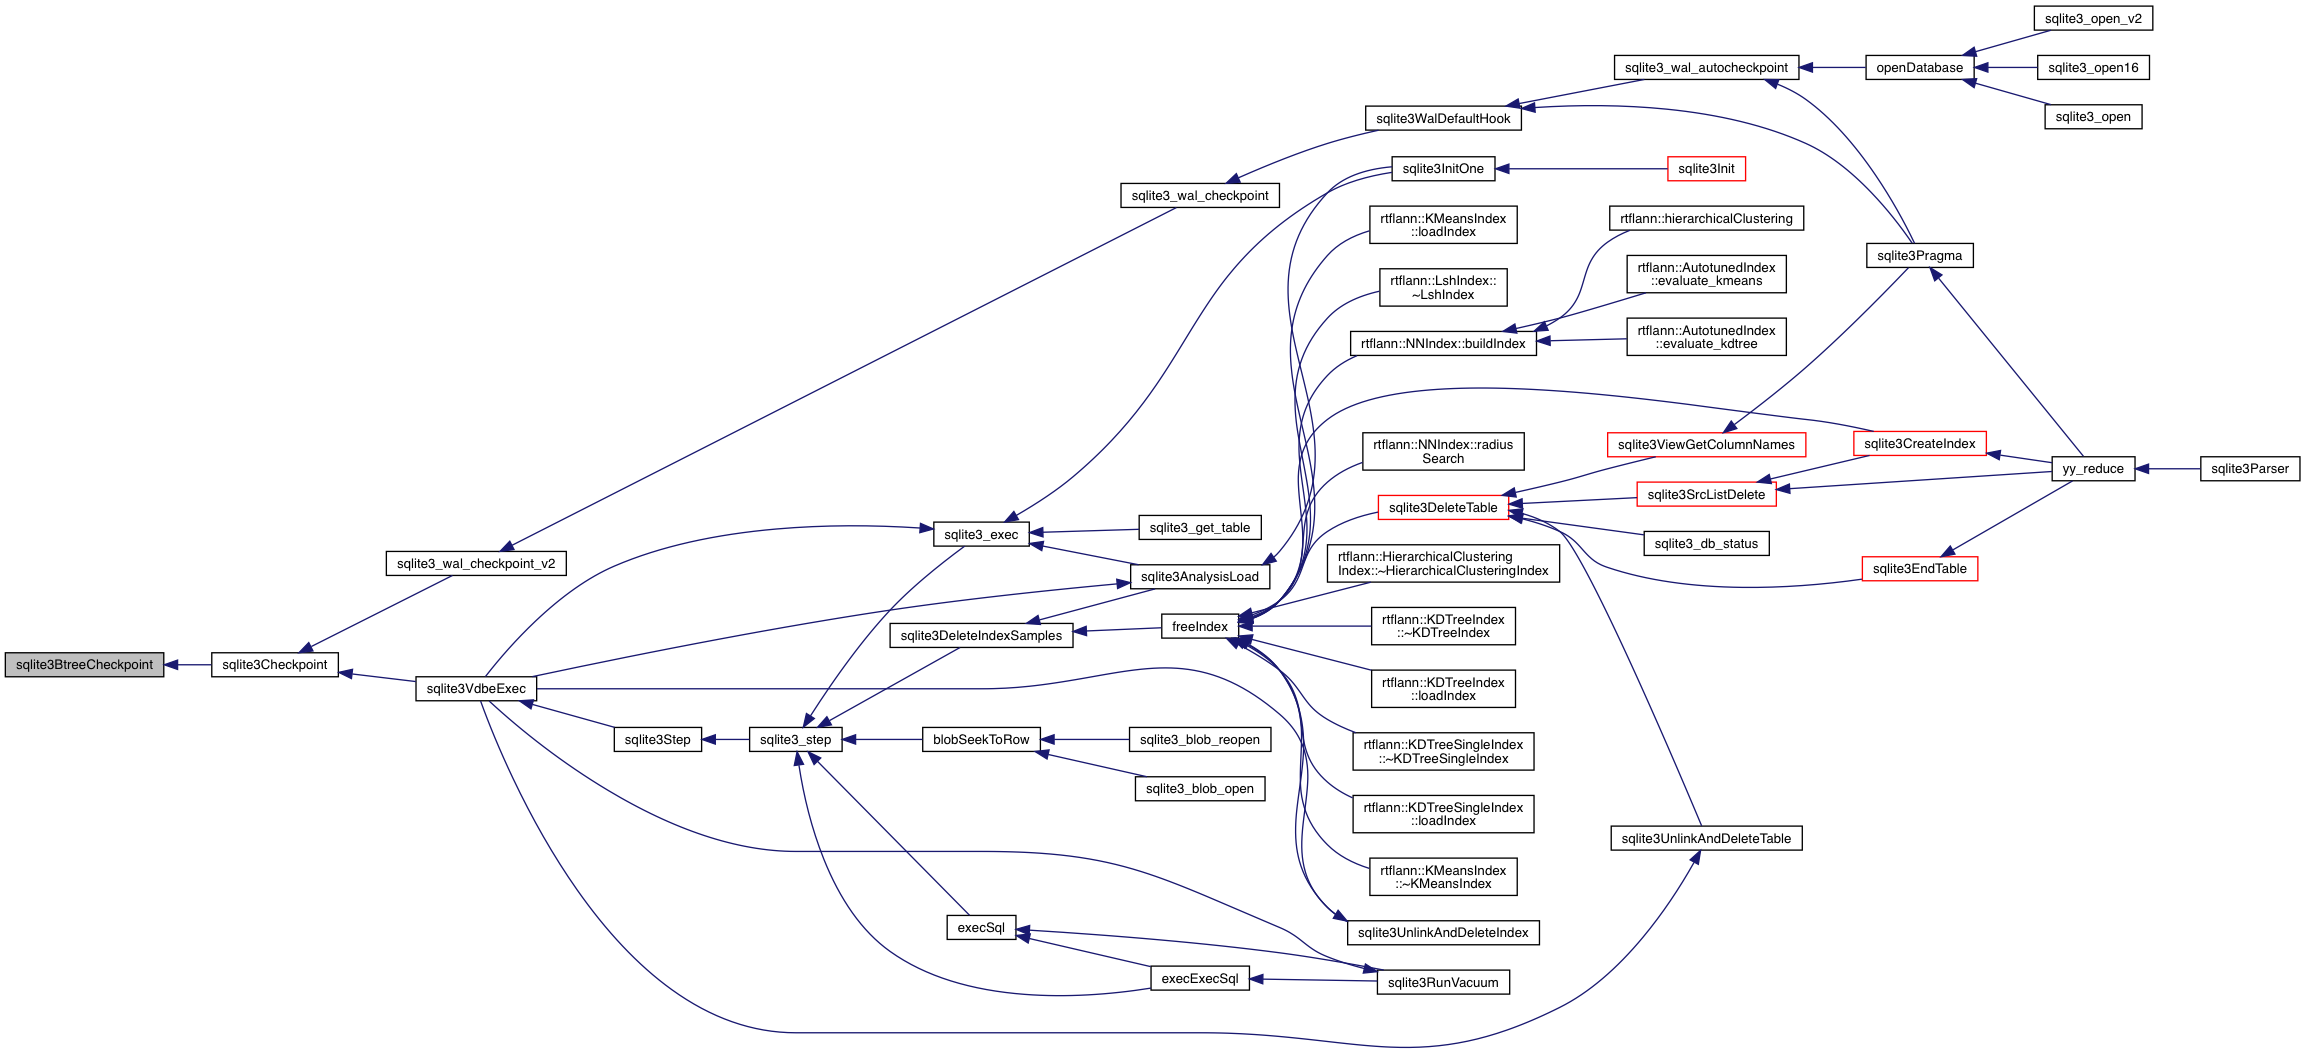 sqlite3BtreeCheckpoint
sqlite3Checkpoint
sqlite3_wal_checkpoint_v2
sqlite3VdbeExec
sqlite3Step
sqlite3_step
sqlite3_exec
sqlite3DeleteIndexSamples
blobSeekToRow
execSql
sqlite3_wal_checkpoint
sqlite3_get_table
sqlite3AnalysisLoad
freeIndex
sqlite3_blob_reopen
sqlite3_blob_open
execExecSql
sqlite3WalDefaultHook
sqlite3InitOne
rtflann::KMeansIndex
::loadIndex
rtflann::LshIndex::
~LshIndex
rtflann::NNIndex::buildIndex
rtflann::NNIndex::radius
Search
sqlite3DeleteTable
rtflann::HierarchicalClustering
Index::~HierarchicalClusteringIndex
rtflann::KDTreeIndex
::~KDTreeIndex
rtflann::KDTreeIndex
::loadIndex
rtflann::KDTreeSingleIndex
::~KDTreeSingleIndex
rtflann::KDTreeSingleIndex
::loadIndex
rtflann::KMeansIndex
::~KMeansIndex
sqlite3UnlinkAndDeleteIndex
sqlite3RunVacuum
sqlite3_wal_autocheckpoint
sqlite3Init
rtflann::hierarchicalClustering
rtflann::AutotunedIndex
::evaluate_kmeans
rtflann::AutotunedIndex
::evaluate_kdtree
sqlite3ViewGetColumnNames
sqlite3SrcListDelete
sqlite3_db_status
sqlite3UnlinkAndDeleteTable
openDatabase
sqlite3Pragma
sqlite3CreateIndex
sqlite3EndTable
sqlite3_open_v2
sqlite3_open16
sqlite3_open
yy_reduce
sqlite3Parser